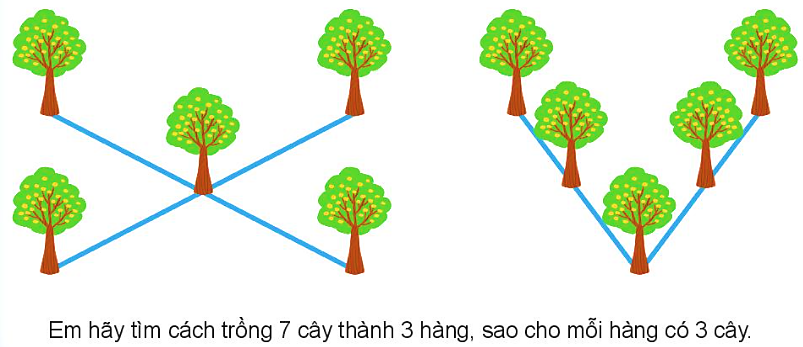 Em hãy tìm cách trồng 7 cây thành 3 hàng, sao cho mỗi hàng có 3 cây.